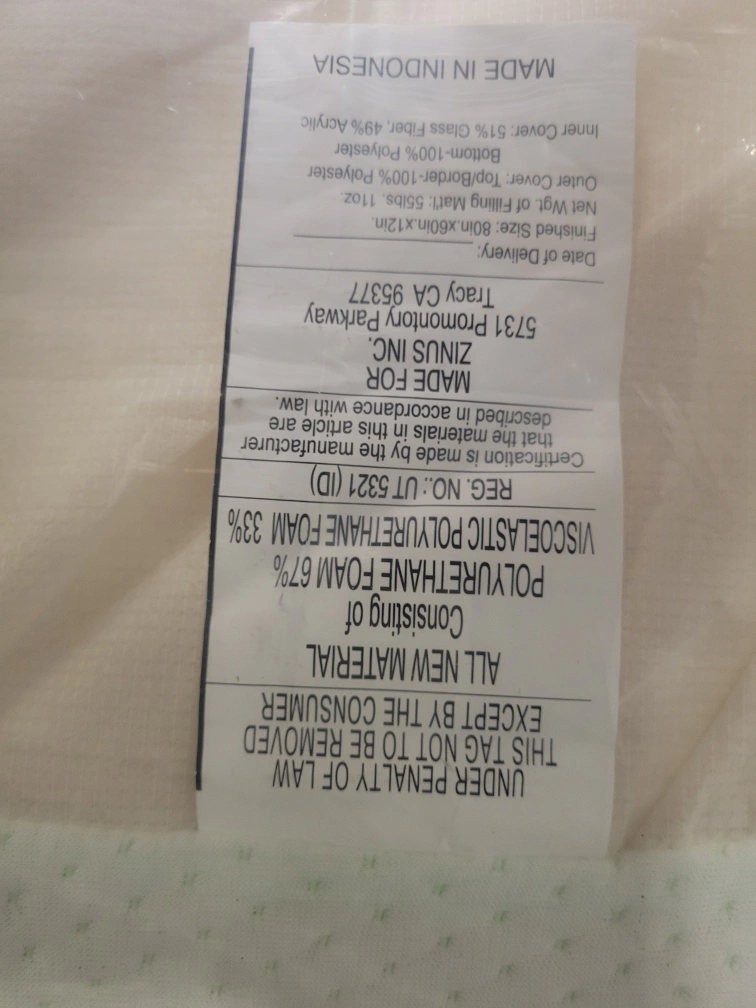 UNDER PENALTY OF LAW
THIS TAG NOT TO BE REMOVED
EXCEPT BY THE CONSUMER
ALL NEW MATERIAL
Consisting of
POLYURETHANE FOAM 67%
VISCOELASTIC POLYURETHANE FOAM 33%
REG. NO.: UT 5321 (ID)
Certification is made by the manufacturer
that the materials in this article are
described in accordance with law.
MADE FOR
ZINUS INC.
5731 Promontory Parkway
Tracy CA 95377
Date of Delivery:
Finished Size: 80in.x60in.x12in.
Net Wgt. of Filling Mat'l: 55lbs. 11oz.
Outer Cover: Top/Border-100% Polyester
Bottom-100% Polyester
Inner Cover: 51% Glass Fiber, 49% Acrylic
MADE IN INDONESIA